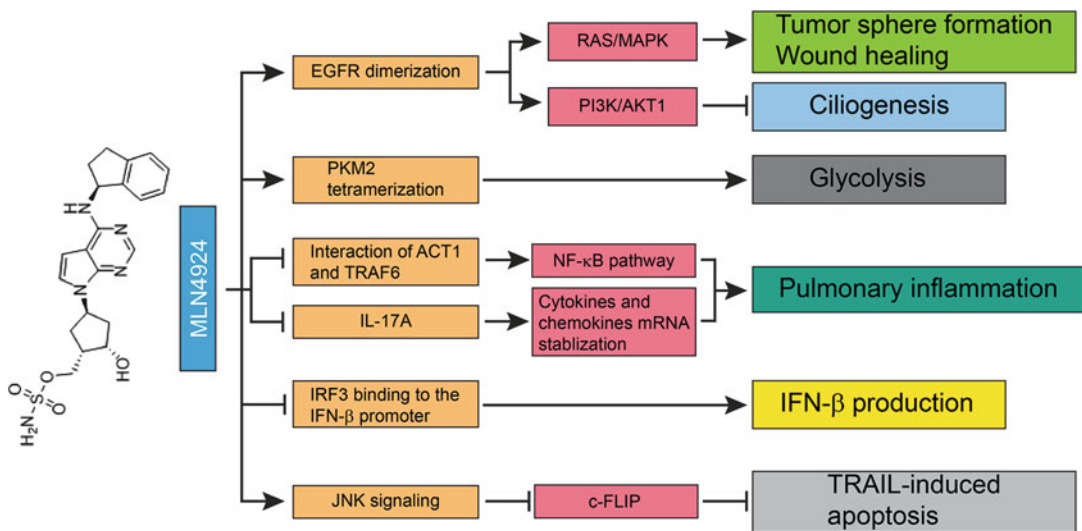 EGFR dimerization
RAS/MAPK
Tumor sphere formation
Wound healing
PI3K/AKT1
Ciliogenesis
PKM2
tetramerization
Glycolysis
MLN4924
Interaction of ACT1
and TRAF6
NF-κB pathway
Pulmonary inflammation
IL-17A
Cytokines and
chemokines mRNA
stablization
IRF3 binding to the
IFN-β promoter
IFN-β production
JNK signaling
c-FLIP
TRAIL-induced
apoptosis
H
N
N
N
N
O
HO
O
S
O
H₂N